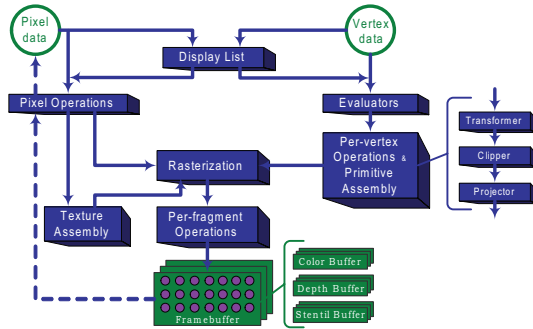 Pixel
data
Vertex
data
Display List
Pixel Operations
Evaluators
Transformer
Per-vertex
Operations &
Primitive
Assembly
Clipper
Rasterization
Projector
Texture
Assembly
Per-fragment
Operations
Color Buffer
Depth Buffer
Stentil Buffer
Framebuffer